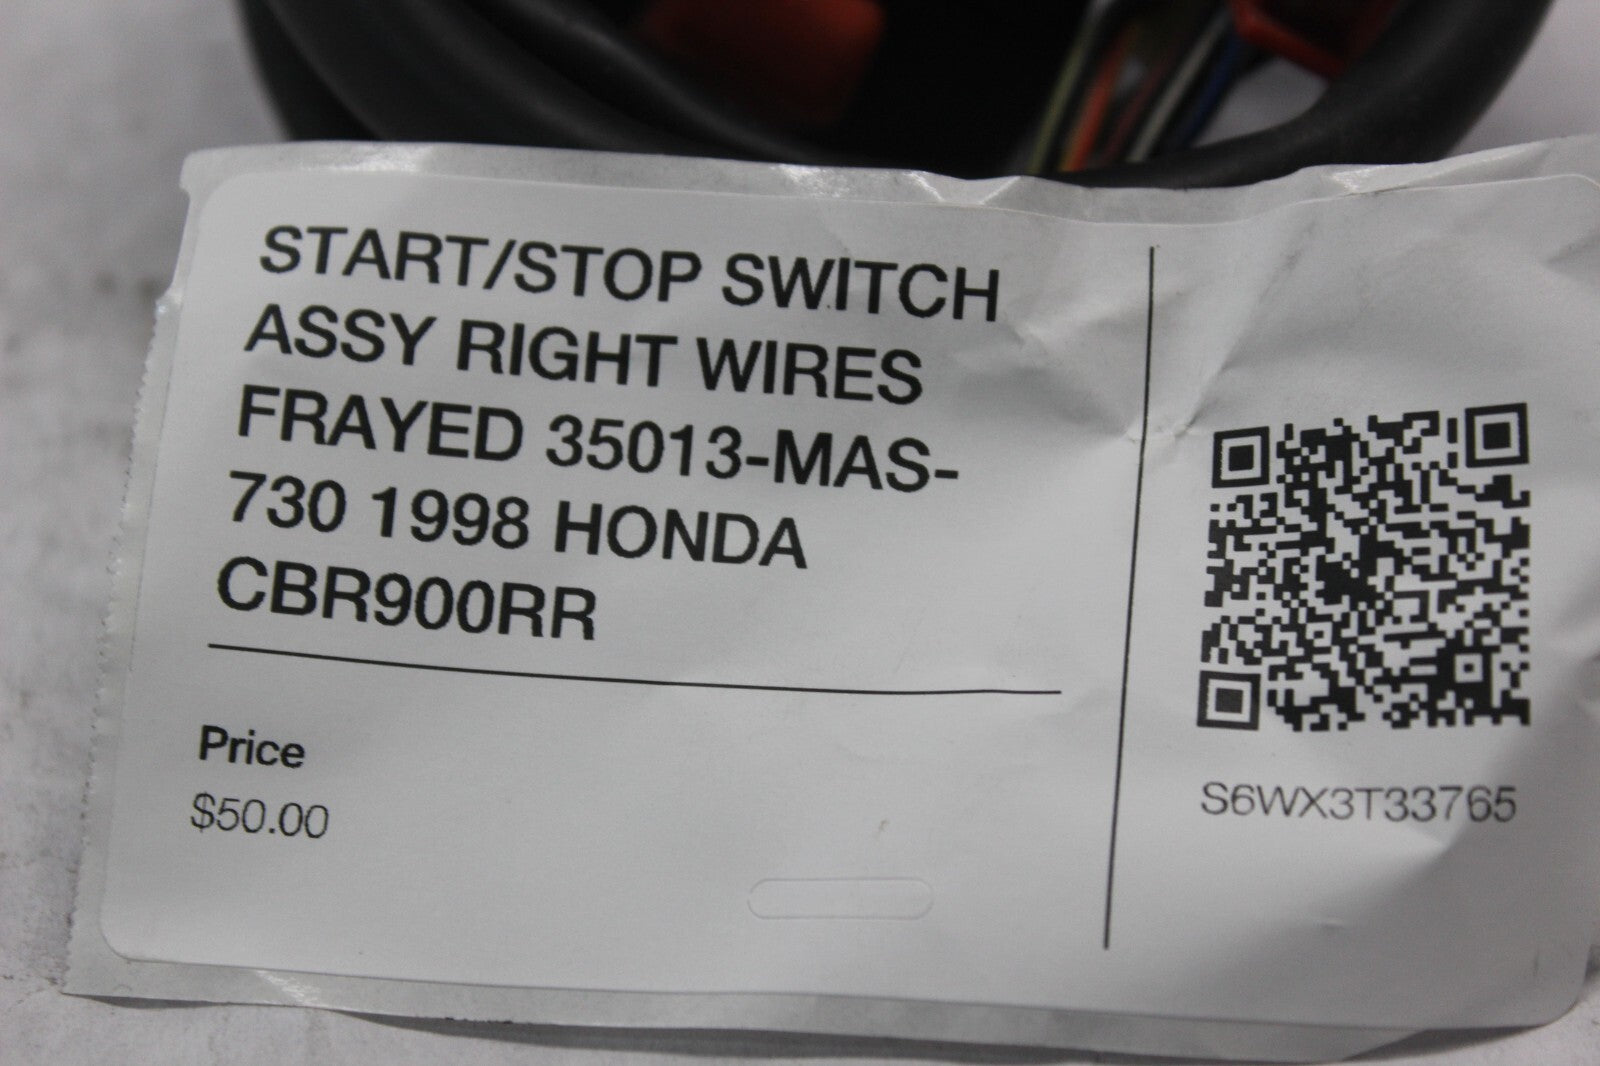 START/STOP SWITCH
ASSY RIGHT WIRES
FRAYED 35013-MAS-
730 1998 HONDA
CBR900RR
Price
$50.00
S6WX3T33765